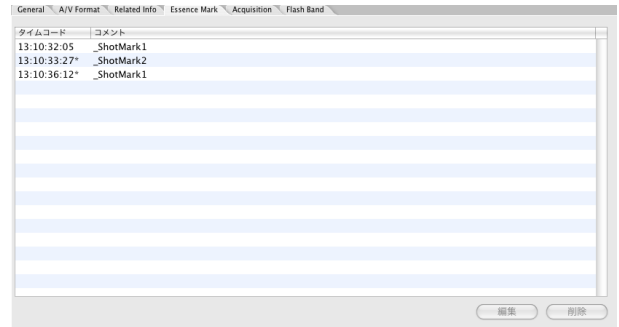 General A/V Format Related Info Essence Mark Acquisition Flash Band
タイムコード コメント
13:10:32:05 _ShotMark1
13:10:33:27* _ShotMark2
13:10:36:12* _ShotMark1
編集 削除